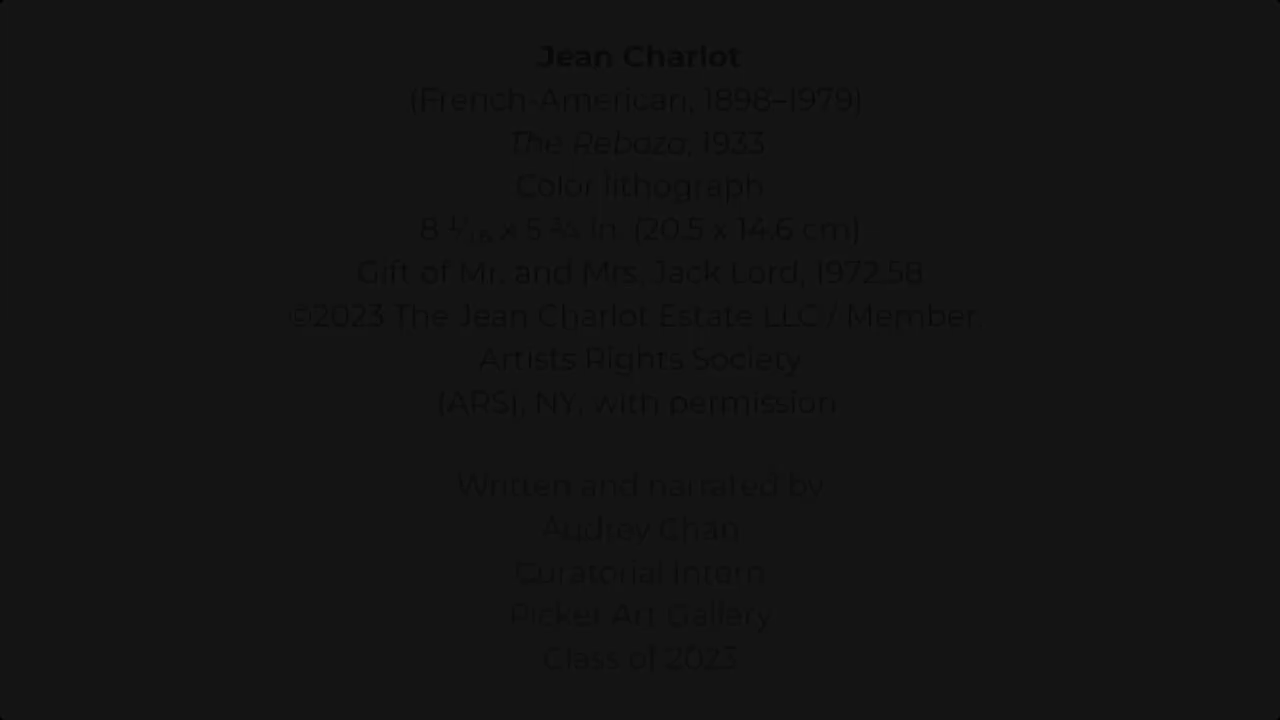 Jean Charlot
(French-American, 1898–1979)
The Rebozo, 1933
Color lithograph
8 1/16 x 5 3/4 in. (20.5 x 14.6 cm)
Gift of Mr. and Mrs. Jack Lord, 1972.58
©2023 The Jean Charlot Estate LLC / Member,
Artists Rights Society
(ARS), NY, with permission
Written and narrated by
Audrey Chan
Curatorial Intern
Picker Art Gallery
Class of 2023